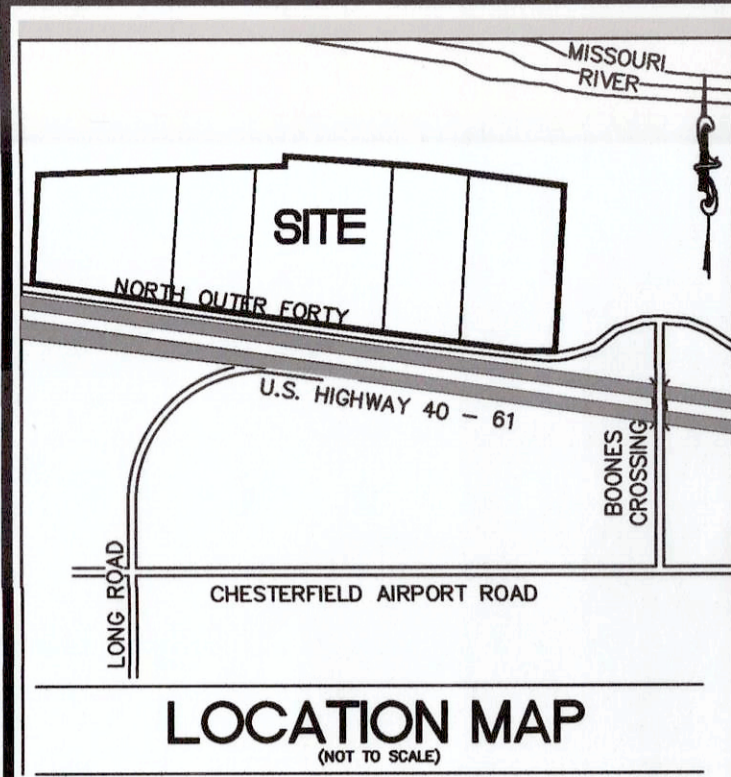 MISSOURI
RIVER
SITE
NORTH OUTER FORTY
U.S. HIGHWAY 40 - 61
BOONES
CROSSING
LONG ROAD
CHESTERFIELD AIRPORT ROAD
LOCATION MAP
(NOT TO SCALE)